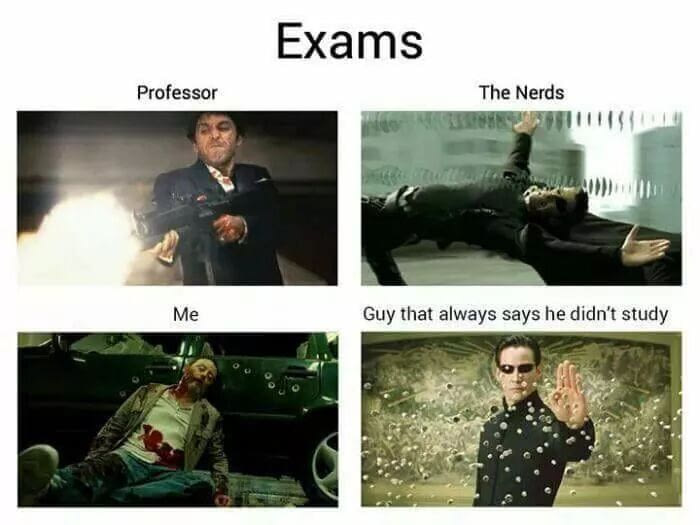 Exams
Professor
The Nerds
Me
Guy that always says he didn't study